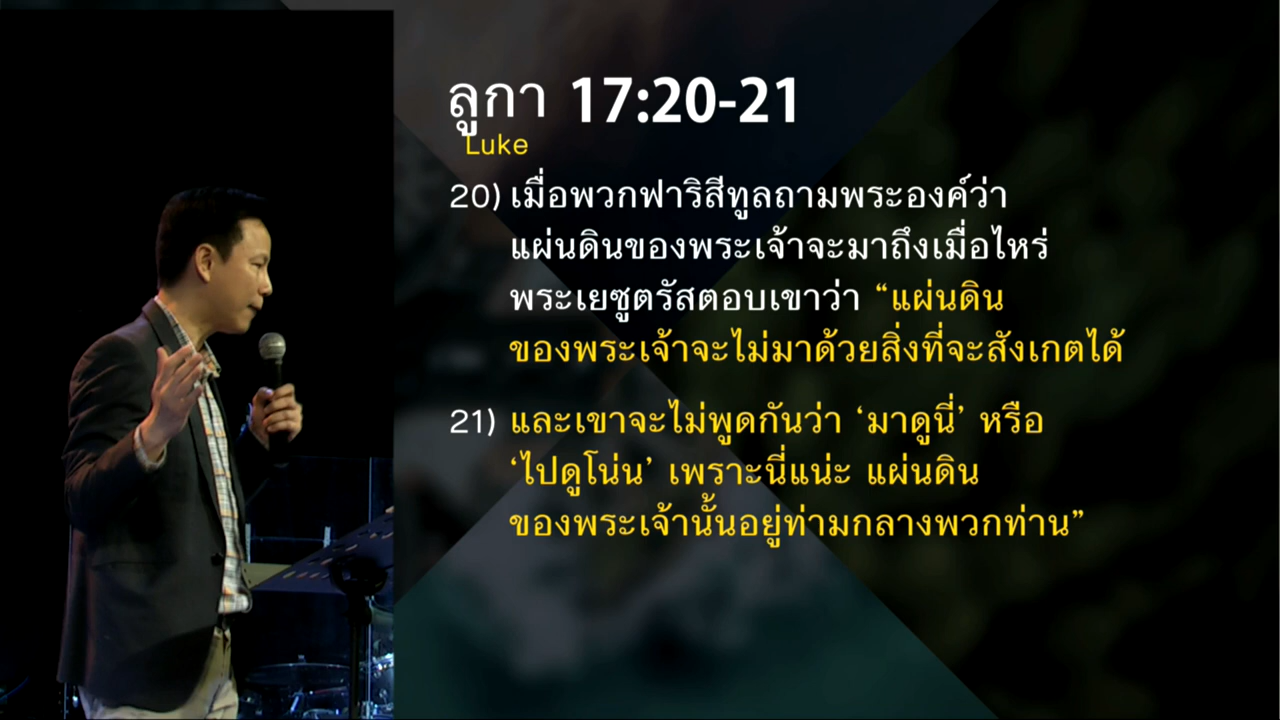 ลูกา 17:20-21
Luke
20) เมื่อพวกฟาริสีทูลถามพระองค์ว่า
แผ่นดินของพระเจ้าจะมาถึงเมื่อไหร่
พระเยซูตรัสตอบเขาว่า “แผ่นดิน
ของพระเจ้าจะไม่มาด้วยสิ่งที่จะสังเกตได้
21) และเขาจะไม่พูดกันว่า ‘มาดูนี่’ หรือ
‘ไปดูโน่น’ เพราะนี่แน่ะ แผ่นดิน
ของพระเจ้านั้นอยู่ท่ามกลางพวกท่าน”